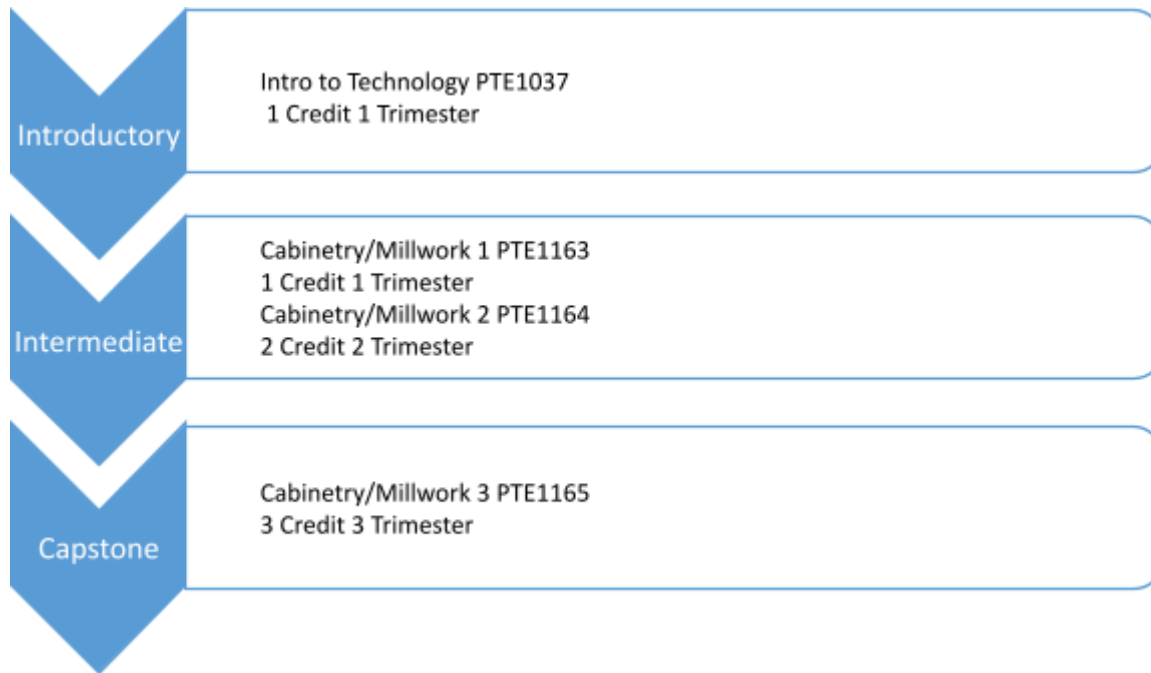 Introductory
Intro to Technology PTE1037
1 Credit 1 Trimester
Intermediate
Cabinetry/Millwork 1 PTE1163
1 Credit 1 Trimester
Cabinetry/Millwork 2 PTE1164
2 Credit 2 Trimester
Capstone
Cabinetry/Millwork 3 PTE1165
3 Credit 3 Trimester